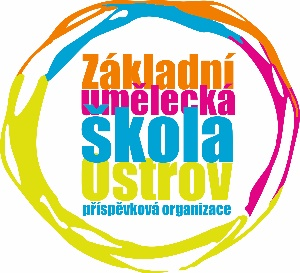 Základní
umělecká
škola
Ostrov
příspěvková organizace